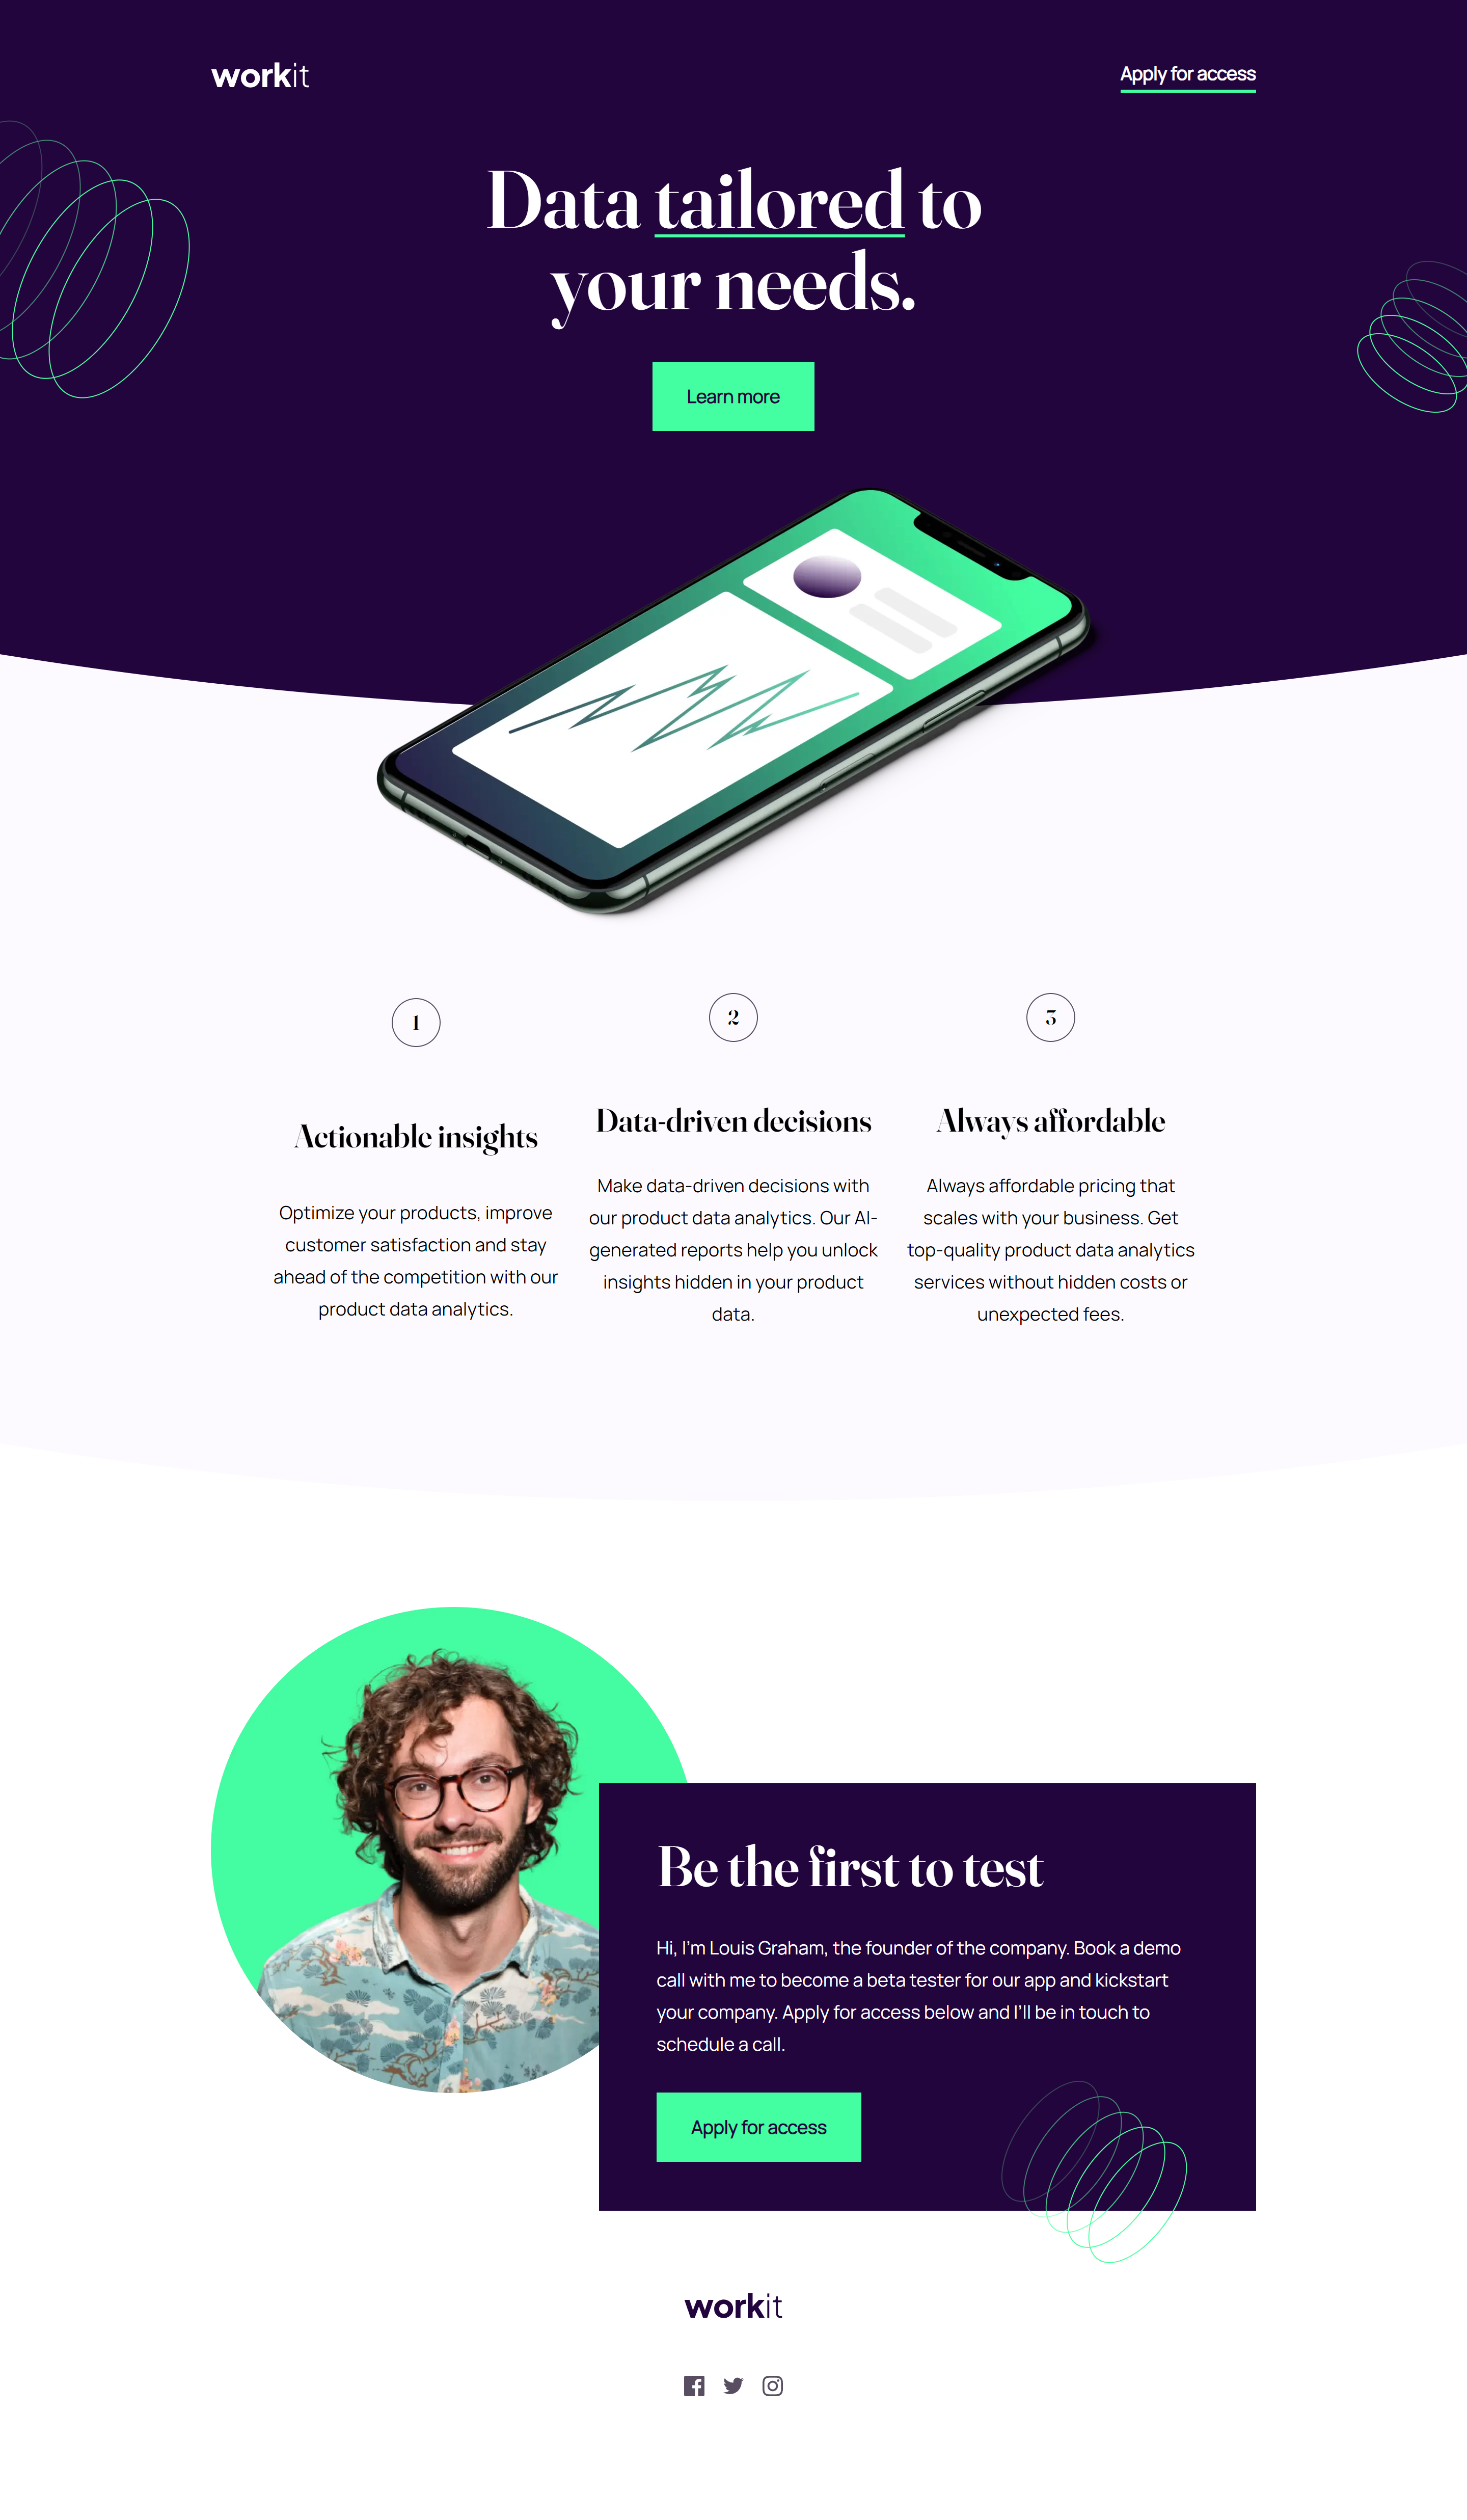 workit
Apply for access
Data tailored to
your needs.
Learn more
1
Actionable insights
Optimize your products, improve
customer satisfaction and stay
ahead of the competition with our
product data analytics.
2
Data-driven decisions
Make data-driven decisions with
our product data analytics. Our AI-
generated reports help you unlock
insights hidden in your product
data.
3
Always affordable
Always affordable pricing that
scales with your business. Get
top-quality product data analytics
services without hidden costs or
unexpected fees.
Be the first to test
Hi, I'm Louis Graham, the founder of the company. Book a demo
call with me to become a beta tester for our app and kickstart
your company. Apply for access below and I'll be in touch to
schedule a call.
Apply for access
workit